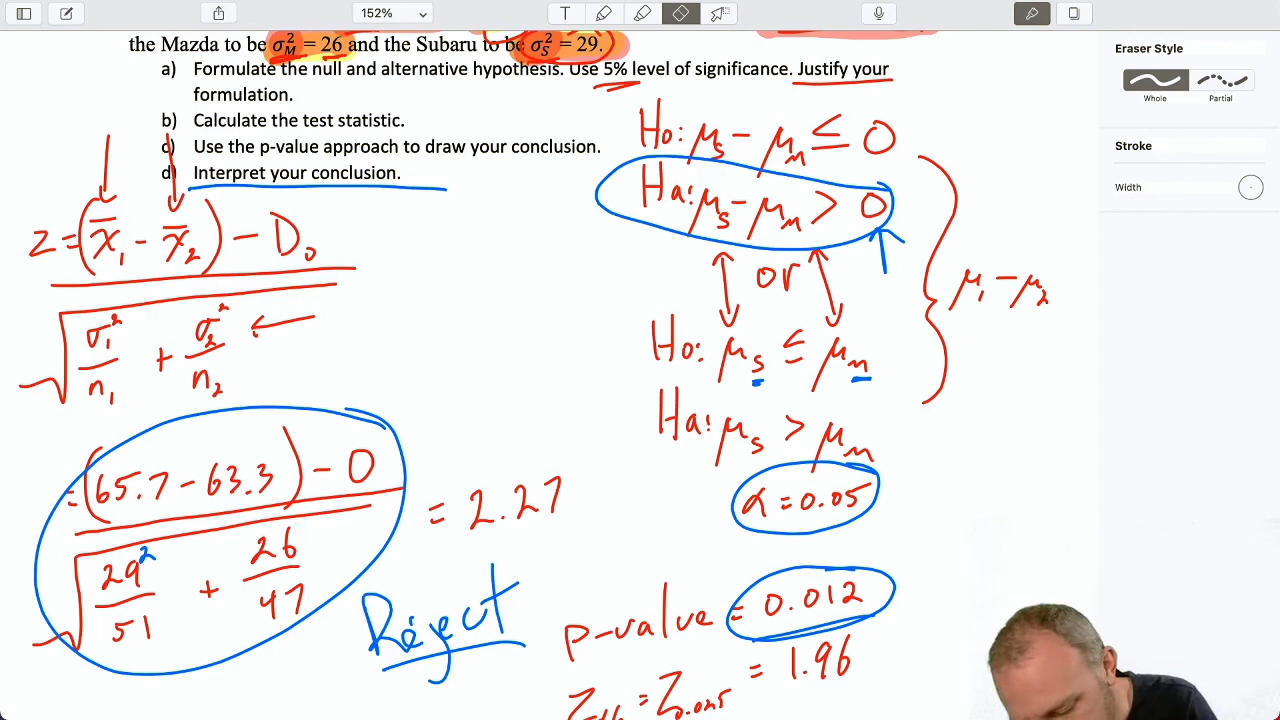 152%
T
the Mazda to be σ²M = 26 and the Subaru to be σ²S = 29.
a) Formulate the null and alternative hypothesis. Use 5% level of significance. Justify your
formulation.
b) Calculate the test statistic.
c) Use the p-value approach to draw your conclusion.
d) Interpret your conclusion.
Ho: μs - μm ≤ 0
Ha: μs - μm > 0
or
Ho: μs ≤ μm
Ha: μs > μm
μ1 - μ2
α = 0.05
z = (x̄1 - x̄2) - D0
√ σ1²/n1 + σ2²/n2
= (65.7 - 63.3) - 0
√ 29²/51 + 26/47
= 2.27
Reject
p-value = 0.012
= Z0.025 = 1.96
Eraser Style
Whole
Partial
Stroke
Width